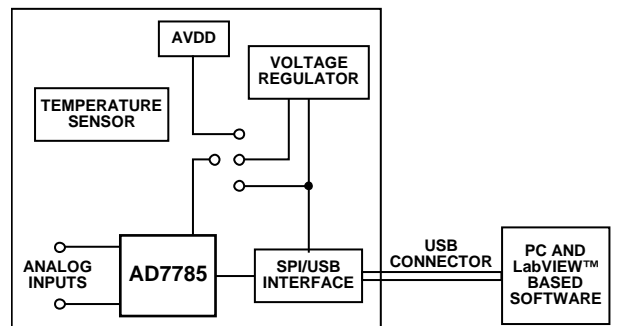 AVDD
VOLTAGE
REGULATOR
TEMPERATURE
SENSOR
ANALOG
INPUTS
AD7785
SPI/USB
INTERFACE
USB
CONNECTOR
PC AND
LabVIEW™
BASED
SOFTWARE